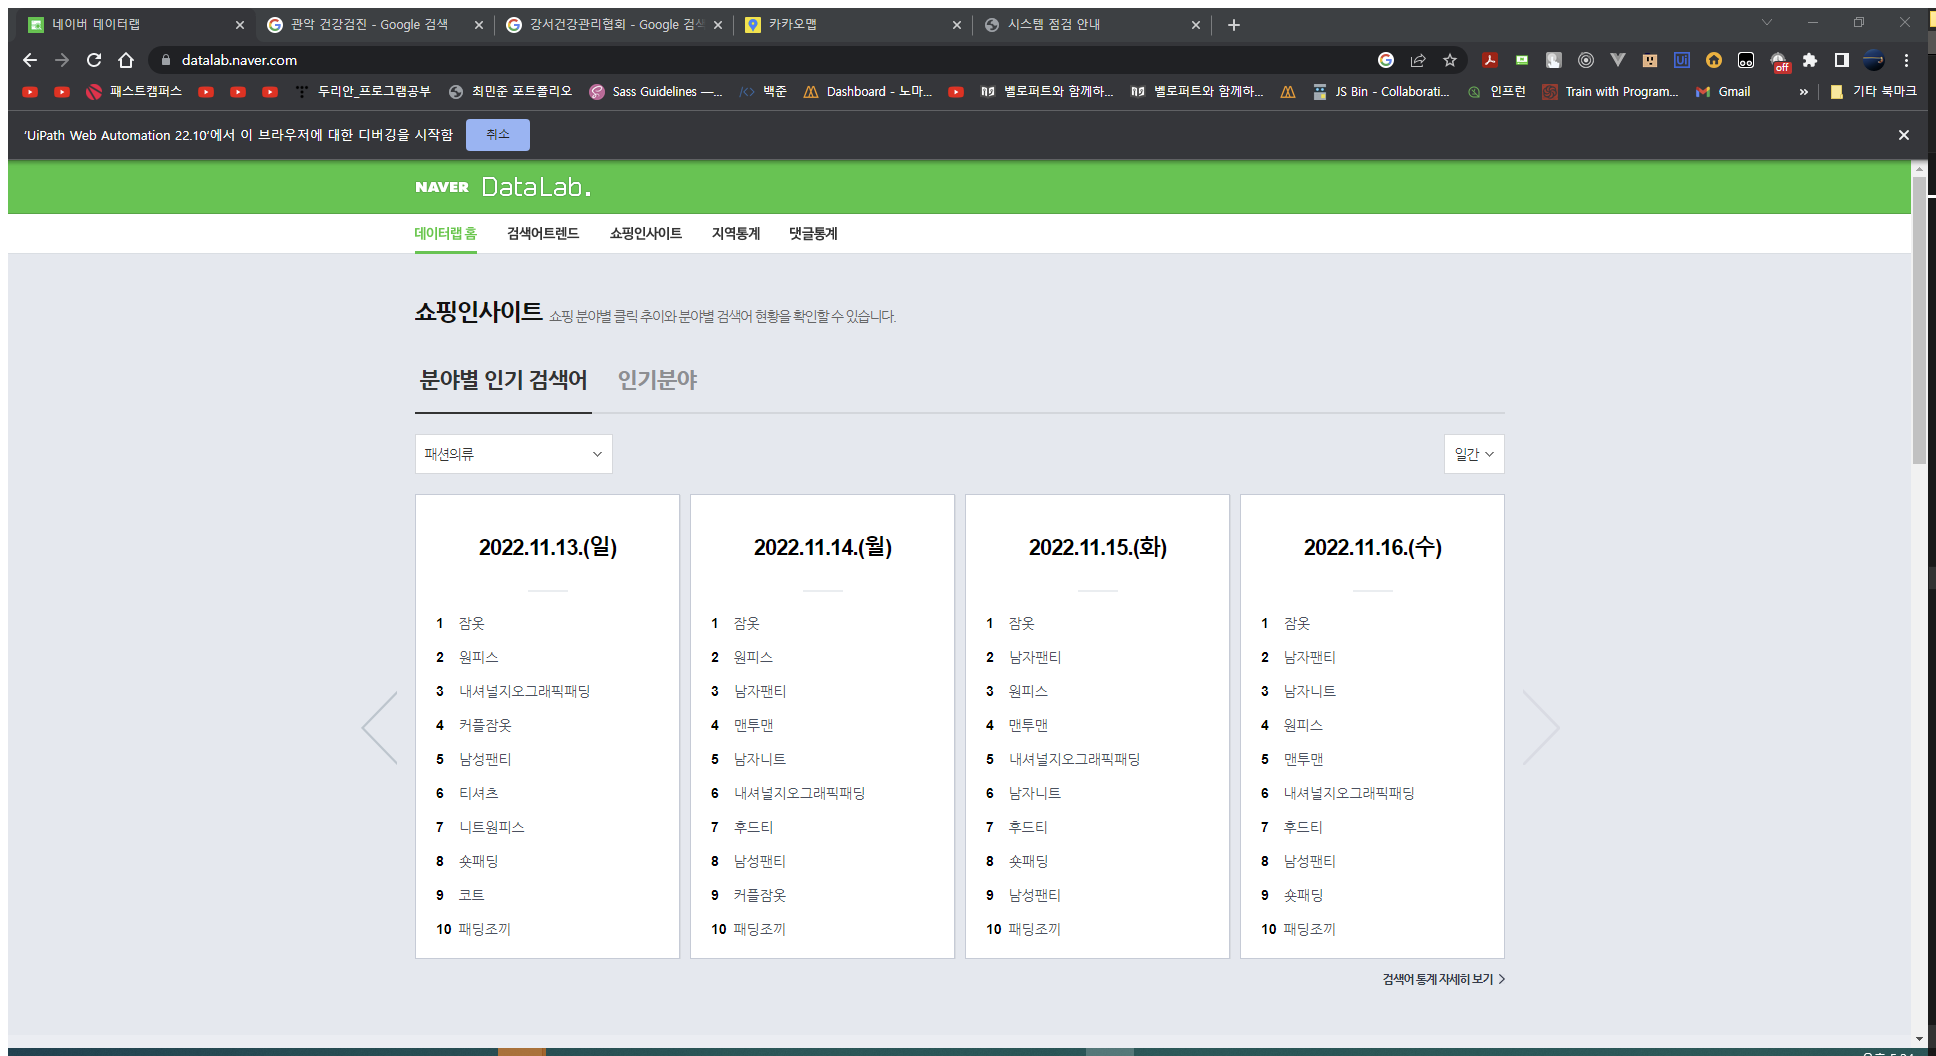 네이버 데이터랩
관악 건강검진 - Google 검색
강서건강관리협회 - Google 검색
카카오맵
시스템 점검 안내
datalab.naver.com
off
패스트캠퍼스
두리안_프로그램공부
최민준 포트폴리오
Sass Guidelines —...
백준
Dashboard - 노마...
벨로퍼트와 함께하...
벨로퍼트와 함께하...
JS Bin - Collaborati...
인프런
Train with Program...
Gmail
기타 북마크
'UiPath Web Automation 22.10'에서 이 브라우저에 대한 디버깅을 시작함
취소
NAVER DataLab.
데이터랩 홈 검색어트렌드 쇼핑인사이트 지역통계 댓글통계
쇼핑인사이트 쇼핑 분야별 클릭 추이와 분야별 검색어 현황을 확인할 수 있습니다.
분야별 인기 검색어 인기분야
패션의류
일간
2022.11.13.(일)
1 잠옷
2 원피스
3 내셔널지오그래픽패딩
4 커플잠옷
5 남성팬티
6 티셔츠
7 니트원피스
8 숏패딩
9 코트
10 패딩조끼
2022.11.14.(월)
1 잠옷
2 원피스
3 남자팬티
4 맨투맨
5 남자니트
6 내셔널지오그래픽패딩
7 후드티
8 남성팬티
9 커플잠옷
10 패딩조끼
2022.11.15.(화)
1 잠옷
2 남자팬티
3 원피스
4 맨투맨
5 내셔널지오그래픽패딩
6 남자니트
7 후드티
8 숏패딩
9 남성팬티
10 패딩조끼
2022.11.16.(수)
1 잠옷
2 남자팬티
3 남자니트
4 원피스
5 맨투맨
6 내셔널지오그래픽패딩
7 후드티
8 남성팬티
9 숏패딩
10 패딩조끼
검색어 통계 자세히 보기 >